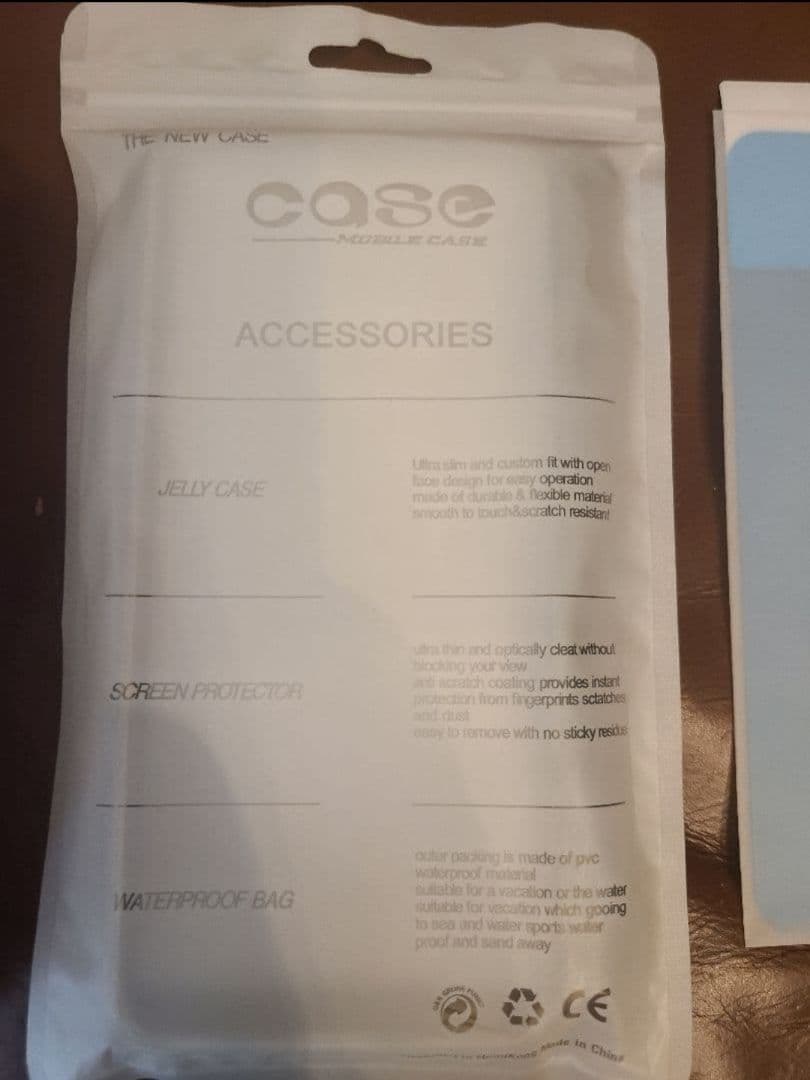 THE NEW CASE
case
MOBILE CASE
ACCESSORIES
JELLY CASE
Ultra slim and custom fit with open
face design for easy operation
made of durable & flexible material
smooth to touch&scratch resistant
SCREEN PROTECTOR
ultra thin and optically cleat without
blocking your view
anti scratch coating provides instant
protection from fingerprints sctatches
and dust
easy to remove with no sticky residue
WATERPROOF BAG
outer packing is made of pvc
waterproof material
suitable for a vacation or the water
suitable for vacation which gooing
to sea and water sports water
proof and sand away
CE
Made in China